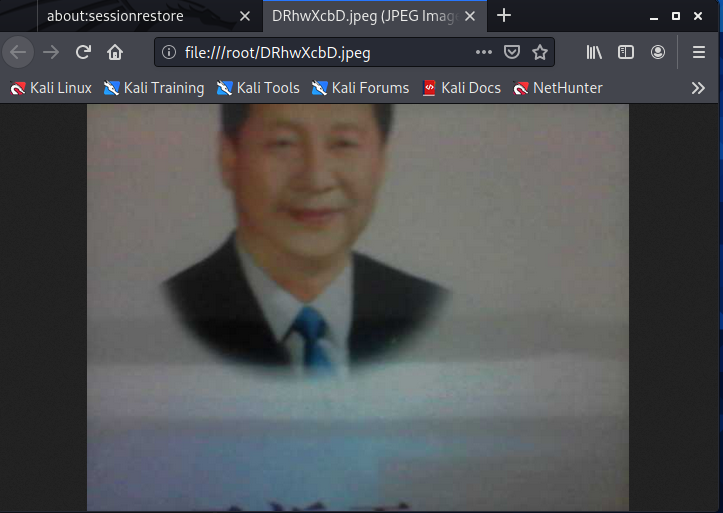 about:sessionrestore
DRhwXcbD.jpeg (JPEG Imag
file:///root/DRhwXcbD.jpeg
Kali Linux
Kali Training
Kali Tools
Kali Forums
Kali Docs
NetHunter